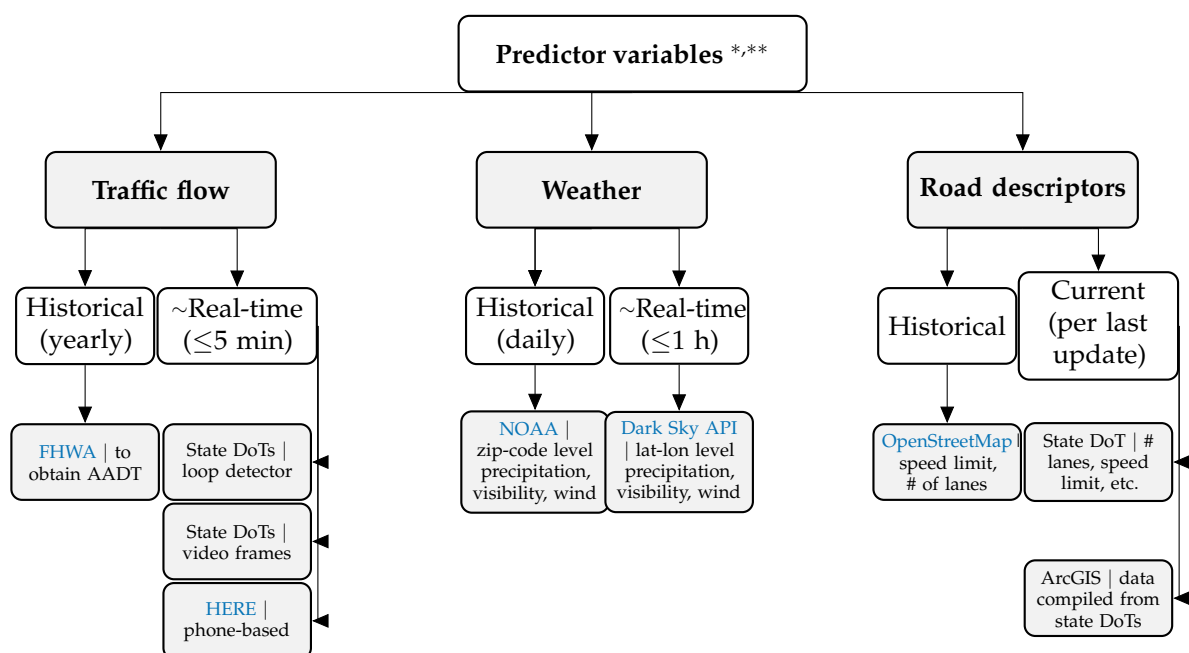 Predictor variables *,**
Traffic flow
Weather
Road descriptors
Historical
(yearly)
~Real-time
(≤5 min)
Historical
(daily)
~Real-time
(≤1 h)
Historical
Current
(per last
update)
FHWA | to
obtain AADT
State DoTs |
loop detector
State DoTs |
video frames
HERE |
phone-based
NOAA |
zip-code level
precipitation,
visibility, wind
Dark Sky API
| lat-lon level
precipitation,
visibility, wind
OpenStreetMap |
speed limit,
# of lanes
State DoT | #
lanes, speed
limit, etc.
ArcGIS | data
compiled from
state DoTs